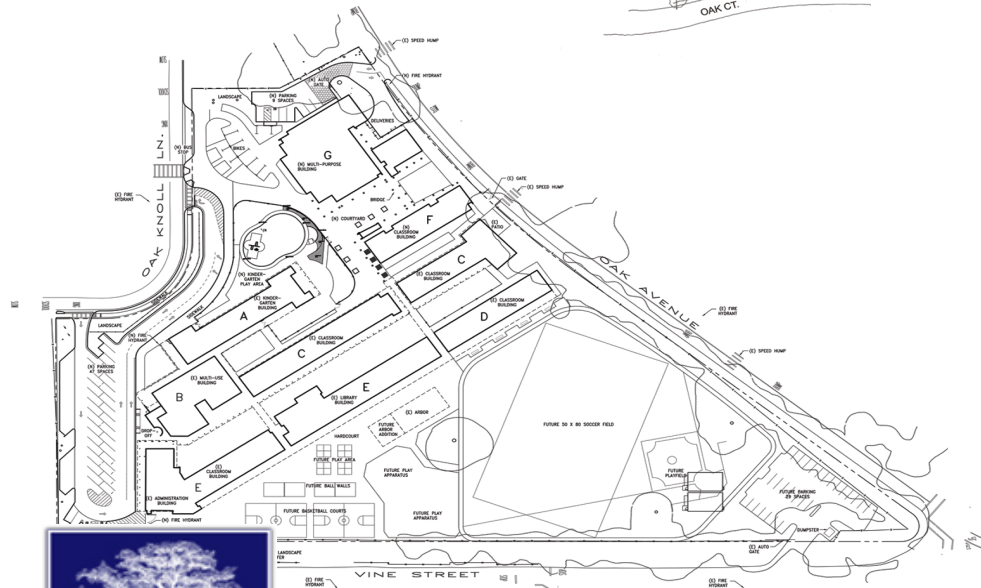 OAK CT.
(E) SPEED HUMP
(N) AUTO
GATE
(N) FIRE HYDRANT
LANDSCAPE
(N) PARKING
9 SPACES
DELIVERIES
(N) BUS
STOP
BIKES
G
(N) MULTI-PURPOSE
BUILDING
OAK KNOLL LN.
(E) FIRE
HYDRANT
(E) GATE
(E) SPEED HUMP
BRIDGE
(N) COURTYARD
F
(N)
CLASSROOM
BUILDING
(E)
PATIO
C
(E) CLASSROOM
BUILDING
OAK AVENUE
(N) KINDER-
GARTEN
PLAY AREA
(E) KINDER-
GARTEN
BUILDING
A
SIDEWALK
SIDEWALK
(E) CLASSROOM
BUILDING
D
(E) FIRE
HYDRANT
LANDSCAPE
(N) FIRE
HYDRANT
(E) CLASSROOM
BUILDING
C
(E) SPEED HUMP
(N) PARKING
47 SPACES
(E) MULTI-USE
BUILDING
B
E
(E) LIBRARY
BUILDING
(E) ARBOR
FUTURE
ARBOR
ADDITION
DROP-
OFF
HARDCOURT
FUTURE 50 X 80 SOCCER FIELD
FUTURE PLAY AREA
(E)
CLASSROOM
BUILDING
E
FUTURE PLAY
APPARATUS
FUTURE
PLAYFIELD
(E) ADMINISTRATION
BUILDING
FUTURE BALL WALLS
FUTURE PARKING
29 SPACES
FUTURE BASKETBALL COURTS
FUTURE PLAY
APPARATUS
(N) FIRE HYDRANT
DUMPSTER
(E) AUTO
GATE
LANDSCAPE
VINE STREET
(E) FIRE
HYDRANT
(E) FIRE
HYDRANT